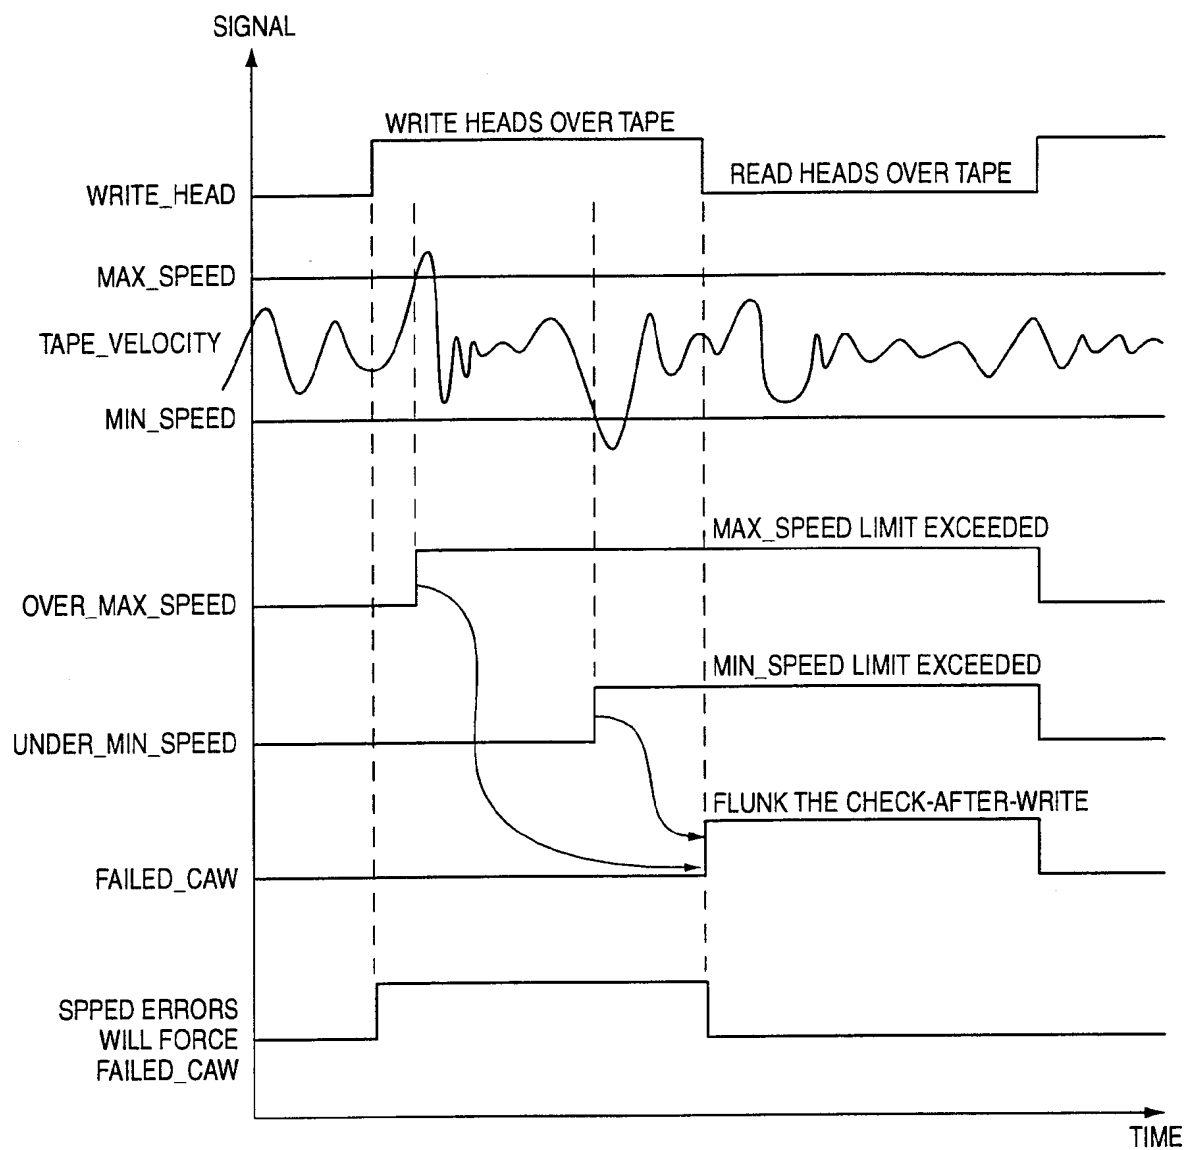 SIGNAL
WRITE HEADS OVER TAPE
READ HEADS OVER TAPE
WRITE_HEAD
MAX_SPEED
TAPE_VELOCITY
MIN_SPEED
MAX_SPEED LIMIT EXCEEDED
OVER_MAX_SPEED
MIN_SPEED LIMIT EXCEEDED
UNDER_MIN_SPEED
FLUNK THE CHECK-AFTER-WRITE
FAILED_CAW
SPPED ERRORS
WILL FORCE
FAILED_CAW
TIME